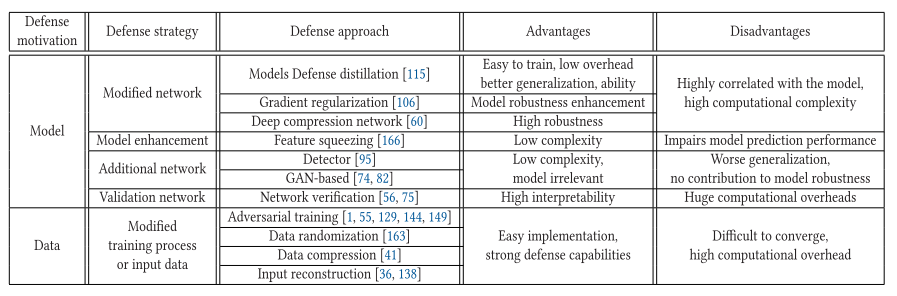 Defense motivation | Defense strategy | Defense approach | Advantages | Disadvantages
Model
Modified network
Models Defense distillation [115]
Easy to train, low overhead
better generalization, ability
Highly correlated with the model,
high computational complexity
Gradient regularization [106]
Model robustness enhancement
Deep compression network [60]
High robustness
Model enhancement
Feature squeezing [166]
Low complexity
Impairs model prediction performance
Additional network
Detector [95]
GAN-based [74, 82]
Low complexity,
model irrelevant
Worse generalization,
no contribution to model robustness
Validation network
Network verification [56, 75]
High interpretability
Huge computational overheads
Data
Modified
training process
or input data
Adversarial training [1, 55, 129, 144, 149]
Data randomization [163]
Data compression [41]
Input reconstruction [36, 138]
Easy implementation,
strong defense capabilities
Difficult to converge,
high computational overhead